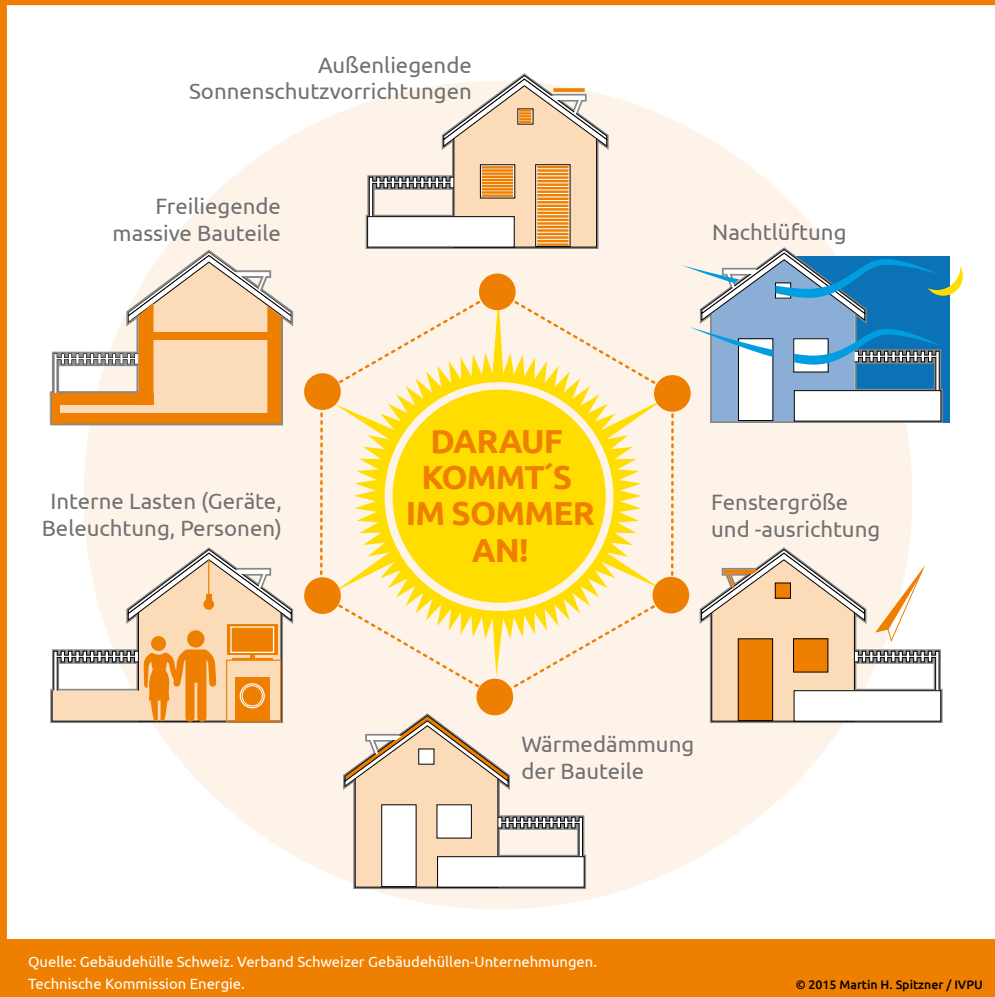 Außenliegende
Sonnenschutzvorrichtungen
Freiliegende
massive Bauteile
Nachtlüftung
DARAUF
KOMMT´S
IM SOMMER
AN!
Interne Lasten (Geräte,
Beleuchtung, Personen)
Fenstergröße
und -ausrichtung
Wärmedämmung
der Bauteile
Quelle: Gebäudehülle Schweiz. Verband Schweizer Gebäudehüllen-Unternehmungen.
Technische Kommission Energie.
© 2015 Martin H. Spitzner / IVPU